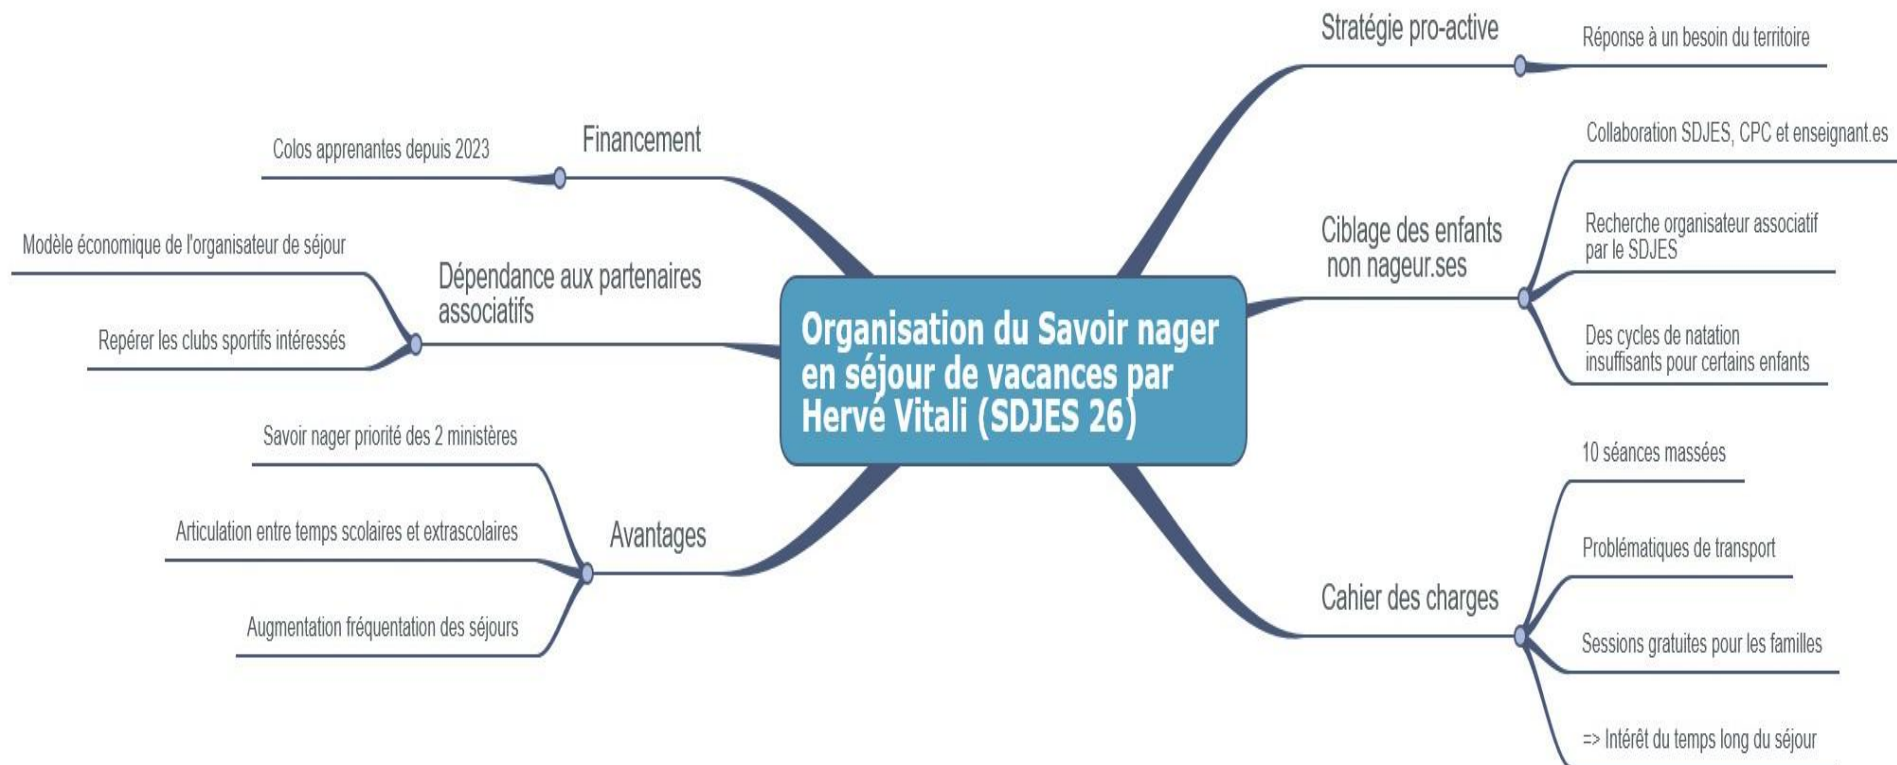 Organisation du Savoir nager
en séjour de vacances par
Hervé Vitali (SDJES 26)
Stratégie pro-active
Réponse à un besoin du territoire
Ciblage des enfants
non nageur.ses
Collaboration SDJES, CPC et enseignant.es
Recherche organisateur associatif
par le SDJES
Des cycles de natation
insuffisants pour certains enfants
Cahier des charges
10 séances massées
Problématiques de transport
Sessions gratuites pour les familles
=> Intérêt du temps long du séjour
Financement
Colos apprenantes depuis 2023
Dépendance aux partenaires
associatifs
Modèle économique de l'organisateur de séjour
Repérer les clubs sportifs intéressés
Avantages
Savoir nager priorité des 2 ministères
Articulation entre temps scolaires et extrascolaires
Augmentation fréquentation des séjours